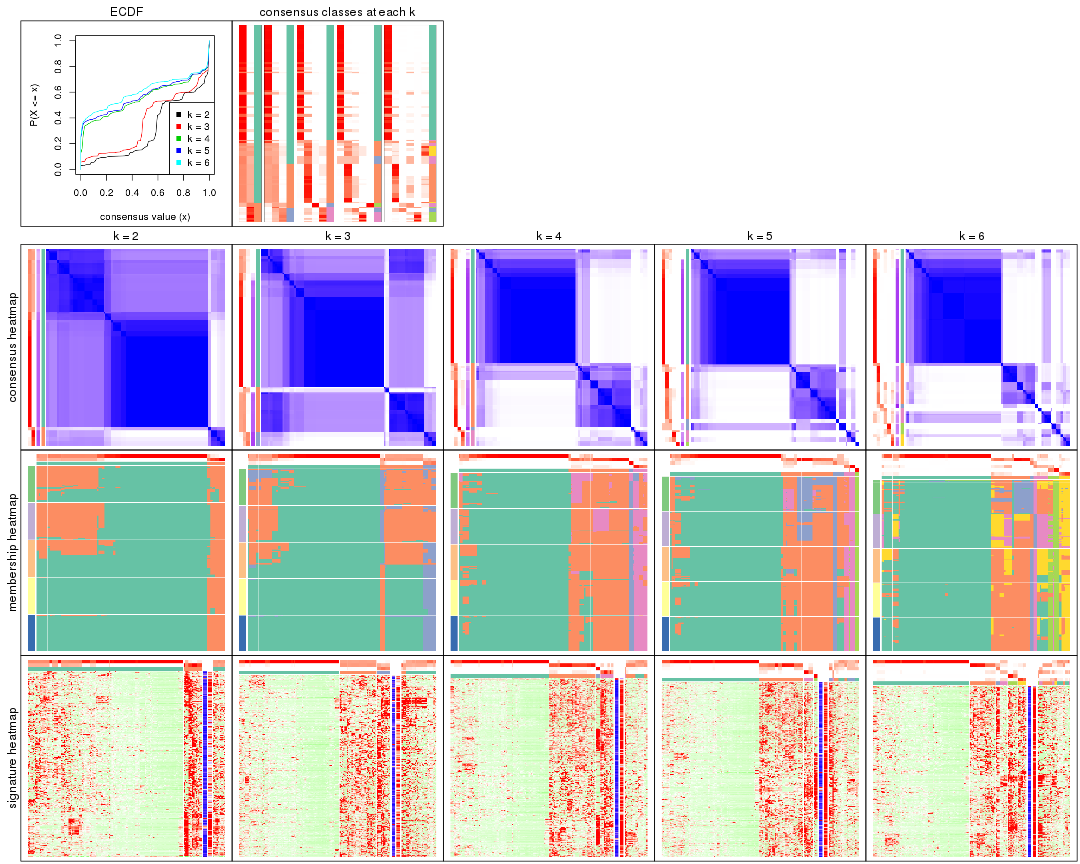 ECDF
consensus classes at each k
P(X <= x)
1.0
0.8
0.6
0.4
0.2
0.0
k = 2
k = 3
k = 4
k = 5
k = 6
0.0 0.2 0.4 0.6 0.8 1.0
consensus value (x)
k = 2
k = 3
k = 4
k = 5
k = 6
consensus heatmap
membership heatmap
signature heatmap